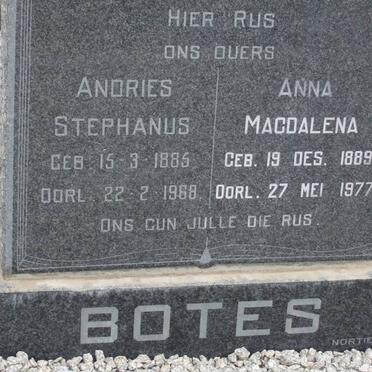 HIER RUS
ONS OUERS
ANDRIES STEPHANUS
GEB. 15-3-1885
OORL. 22-2-1968
ANNA MAGDALENA
GEB. 19 DES. 1889
OORL. 27 MEI 1977
ONS GUN JULLE DIE RUS.
BOTES
NORTIE